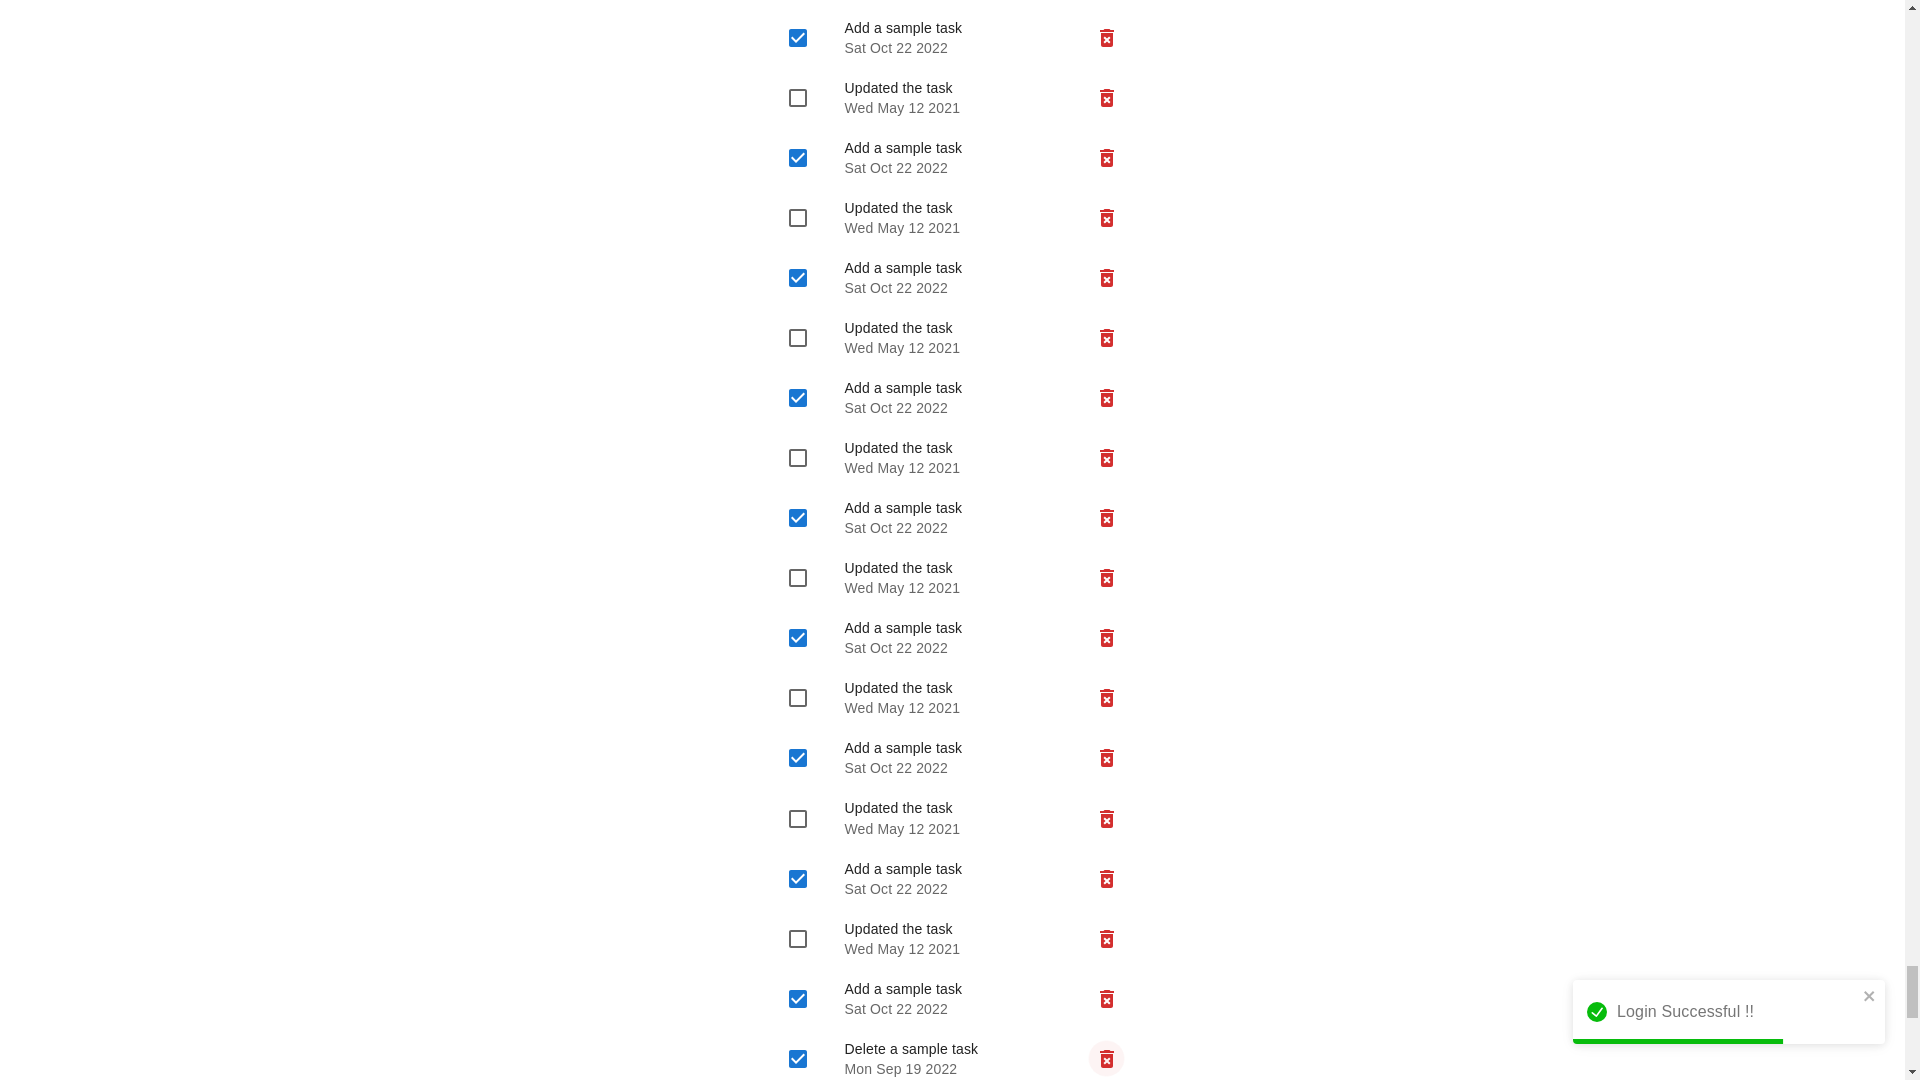 Add a sample task
Sat Oct 22 2022
Updated the task
Wed May 12 2021
Add a sample task
Sat Oct 22 2022
Updated the task
Wed May 12 2021
Add a sample task
Sat Oct 22 2022
Updated the task
Wed May 12 2021
Add a sample task
Sat Oct 22 2022
Updated the task
Wed May 12 2021
Add a sample task
Sat Oct 22 2022
Updated the task
Wed May 12 2021
Add a sample task
Sat Oct 22 2022
Updated the task
Wed May 12 2021
Add a sample task
Sat Oct 22 2022
Updated the task
Wed May 12 2021
Add a sample task
Sat Oct 22 2022
Updated the task
Wed May 12 2021
Add a sample task
Sat Oct 22 2022
Delete a sample task
Mon Sep 19 2022
Login Successful !!